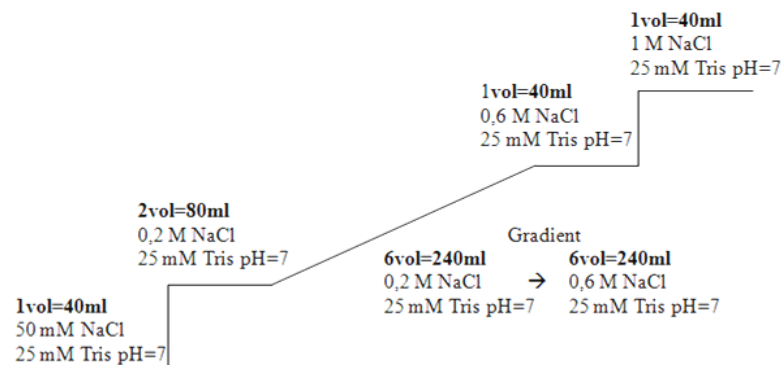 1vol=40ml
1 M NaCl
25 mM Tris pH=7
1vol=40ml
0,6 M NaCl
25 mM Tris pH=7
2vol=80ml
0,2 M NaCl
25 mM Tris pH=7
Gradient
6vol=240ml 6vol=240ml
0,2 M NaCl → 0,6 M NaCl
25 mM Tris pH=7 25 mM Tris pH=7
1vol=40ml
50 mM NaCl
25 mM Tris pH=7